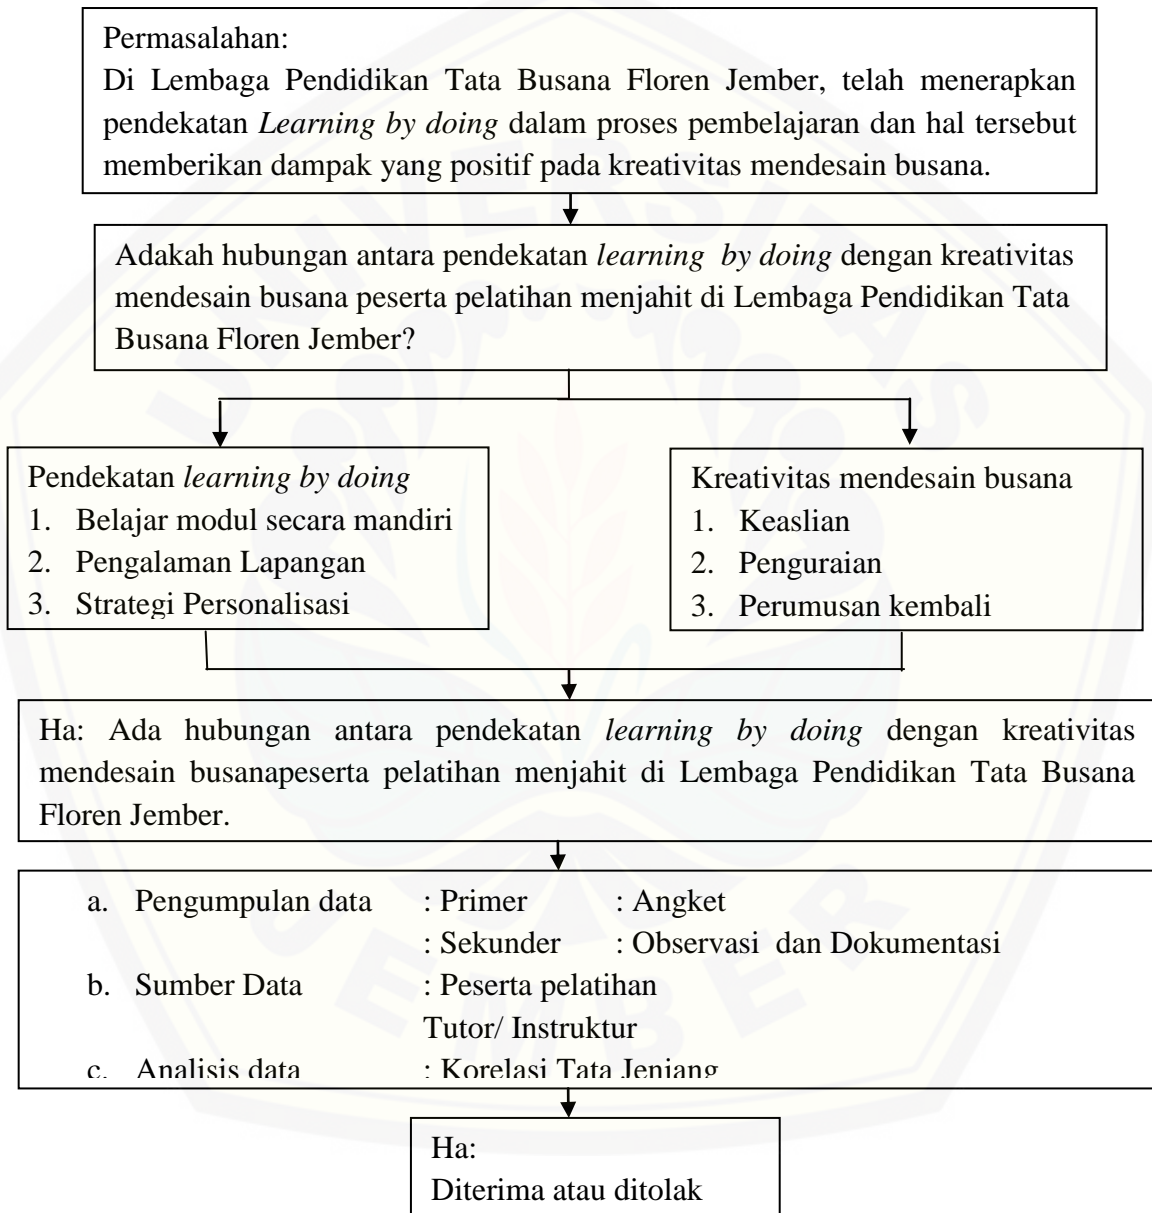 Permasalahan:
Di Lembaga Pendidikan Tata Busana Floren Jember, telah menerapkan
pendekatan Learning by doing dalam proses pembelajaran dan hal tersebut
memberikan dampak yang positif pada kreativitas mendesain busana.
Adakah hubungan antara pendekatan learning by doing dengan kreativitas
mendesain busana peserta pelatihan menjahit di Lembaga Pendidikan Tata
Busana Floren Jember?
Pendekatan learning by doing
1. Belajar modul secara mandiri
2. Pengalaman Lapangan
3. Strategi Personalisasi
Kreativitas mendesain busana
1. Keaslian
2. Penguraian
3. Perumusan kembali
Ha: Ada hubungan antara pendekatan learning by doing dengan kreativitas
mendesain busanapeserta pelatihan menjahit di Lembaga Pendidikan Tata Busana
Floren Jember.
a. Pengumpulan data : Primer : Angket
: Sekunder : Observasi dan Dokumentasi
b. Sumber Data : Peserta pelatihan
Tutor/ Instruktur
c. Analisis data : Korelasi Tata Jenjang
Ha:
Diterima atau ditolak
UNIVERSITAS
JEMBER